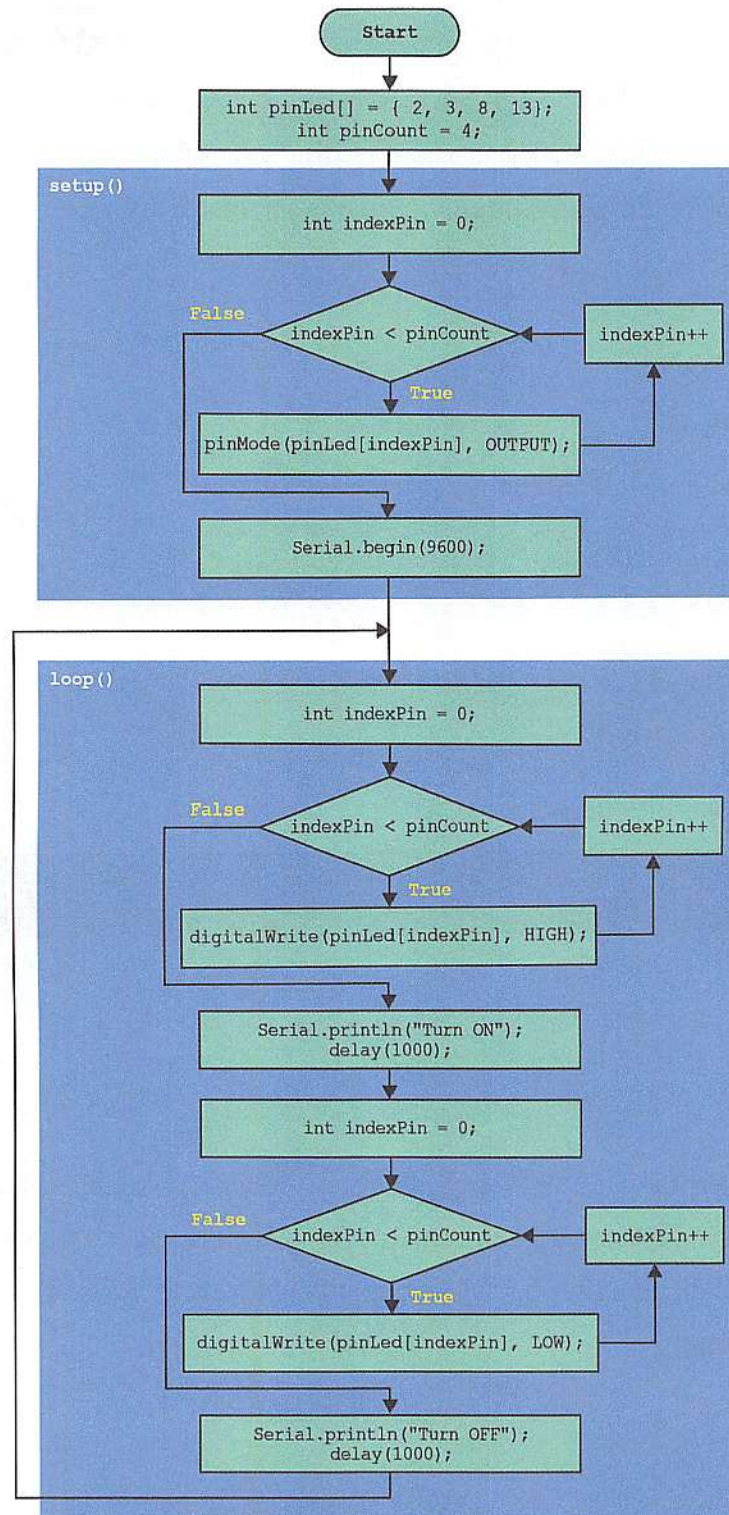 Start
int pinLed[] = { 2, 3, 8, 13};
int pinCount = 4;
setup()
int indexPin = 0;
False
indexPin < pinCount
indexPin++
True
pinMode(pinLed[indexPin], OUTPUT);
Serial.begin(9600);
loop()
int indexPin = 0;
False
indexPin < pinCount
indexPin++
True
digitalWrite(pinLed[indexPin], HIGH);
Serial.println("Turn ON");
delay(1000);
int indexPin = 0;
False
indexPin < pinCount
indexPin++
True
digitalWrite(pinLed[indexPin], LOW);
Serial.println("Turn OFF");
delay(1000);